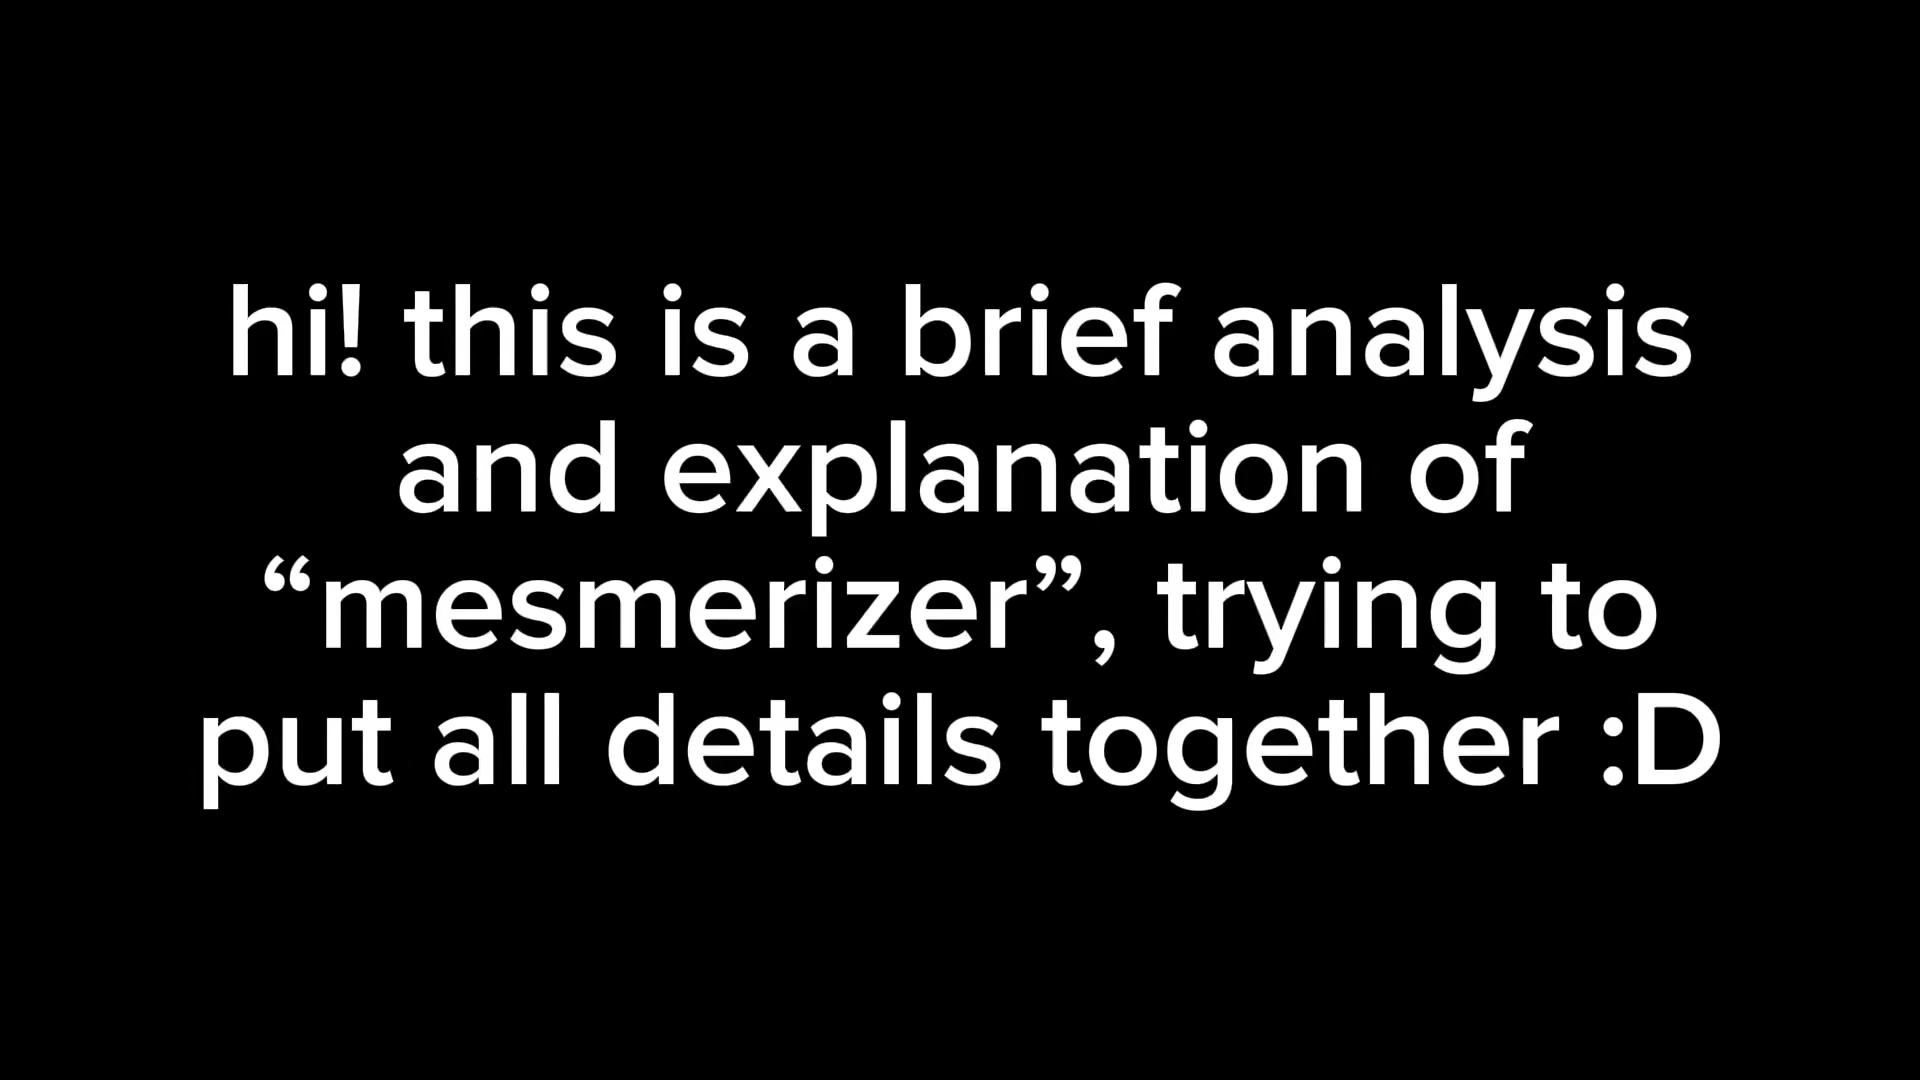 hi! this is a brief analysis
and explanation of
“mesmerizer”, trying to
put all details together :D